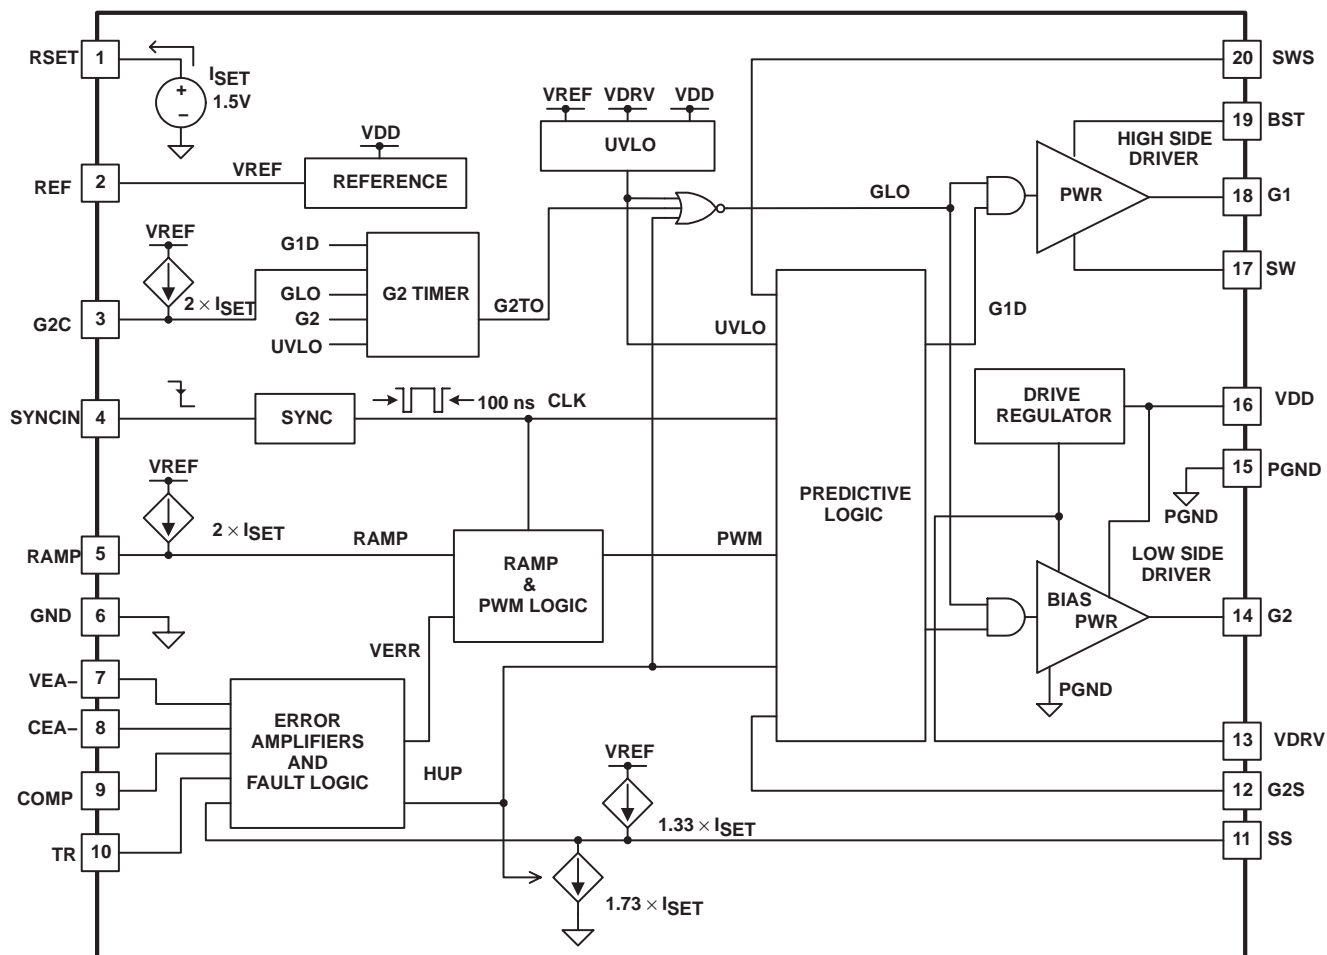 RSET 1
ISET
1.5V
+
−
20 SWS
VREF VDRV VDD
UVLO
19 BST
HIGH SIDE
DRIVER
VDD
REF 2
VREF
REFERENCE
GLO
PWR
18 G1
VREF
G1D
GLO
G2
UVLO
G2 TIMER
G2TO
2 × ISET
G2C 3
17 SW
G1D
UVLO
SYNCIN 4
SYNC
100 ns CLK
DRIVE
REGULATOR
16 VDD
15 PGND
PGND
VREF
2 × ISET
RAMP 5
RAMP
RAMP
&
PWM LOGIC
PWM
PREDICTIVE
LOGIC
LOW SIDE
DRIVER
GND 6
BIAS
PWR
14 G2
PGND
VERR
VEA− 7
CEA− 8
COMP 9
TR 10
ERROR
AMPLIFIERS
AND
FAULT LOGIC
HUP
VREF
1.33 × ISET
1.73 × ISET
13 VDRV
12 G2S
11 SS